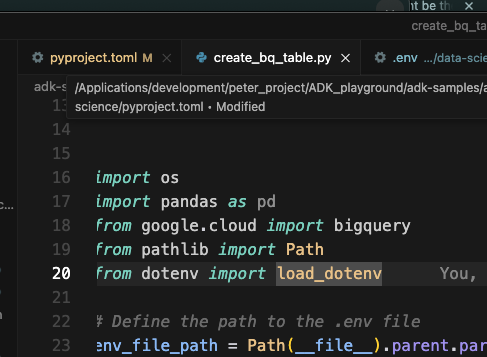 nt be th
create_bq_ta
pyproject.toml M
create_bq_table.py
.env …/data-scie
adk-s
/Applications/development/peter_project/ADK_playground/adk-samples/a
science/pyproject.toml • Modified
13
14
15
16 import os
17 import pandas as pd
18 from google.cloud import bigquery
19 from pathlib import Path
20 from dotenv import load_dotenv You,
21
22 # Define the path to the .env file
23 env_file_path = Path(__file__).parent.par
c…